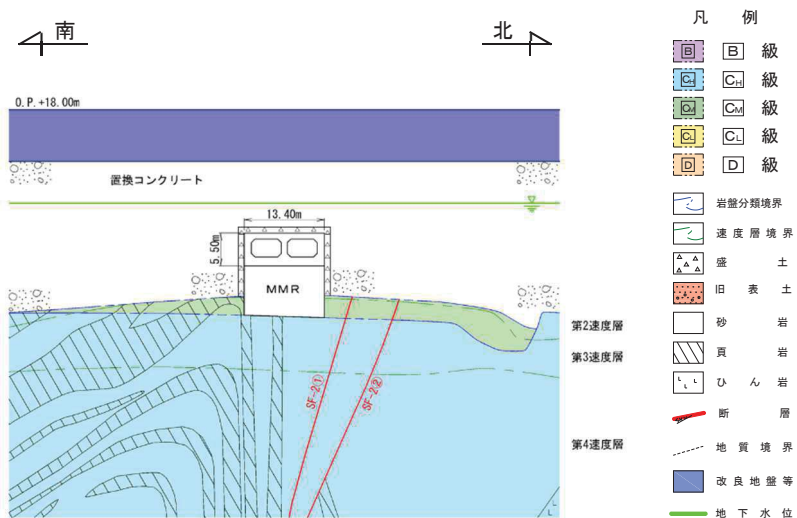 南
北
O.P.+18.00m
置換コンクリート
13.40m
5.50m
MMR
第2速度層
第3速度層
SF-2①
SF-2②
第4速度層
凡 例
B B 級
CH CH 級
CM CM 級
CL CL 級
D D 級
岩盤分類境界
速度層境界
盛土
旧表土
砂岩
頁岩
ひん岩
断層
地質境界
改良地盤等
地下水位